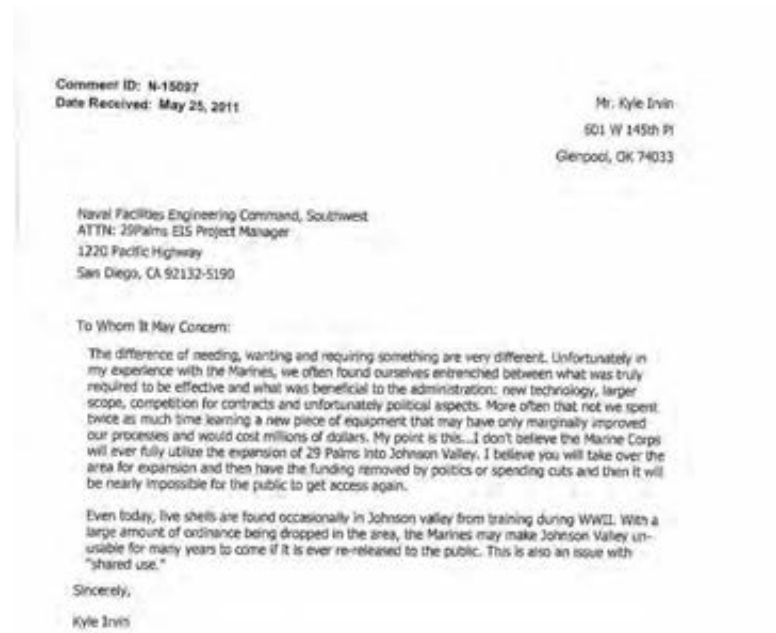 Comment ID: N-15097
Date Received: May 25, 2011
Mr. Kyle Irvin
601 W 145th Pl
Glenpool, OK 74033
Naval Facilities Engineering Command, Southwest
ATTN: 29Palms EIS Project Manager
1220 Pacific Highway
San Diego, CA 92132-5190
To Whom It May Concern:
The difference of needing, wanting and requiring something are very different. Unfortunately in
my experience with the Marines, we often found ourselves entrenched between what was truly
required to be effective and what was beneficial to the administration: new technology, larger
scope, competition for contracts and unfortunately political aspects. More often that not we spent
twice as much time learning a new piece of equipment that may have only marginally improved
our processes and would cost millions of dollars. My point is this...I don't believe the Marine Corps
will ever fully utilize the expansion of 29 Palms into Johnson Valley. I believe you will take over the
area for expansion and then have the funding removed by politics or spending cuts and then it will
be nearly impossible for the public to get access again.
Even today, live shells are found occasionally in Johnson valley from training during WWII. With a
large amount of ordinance being dropped in the area, the Marines may make Johnson Valley un-
usable for many years to come if it is ever re-released to the public. This is also an issue with
"shared use."
Sincerely,
Kyle Irvin